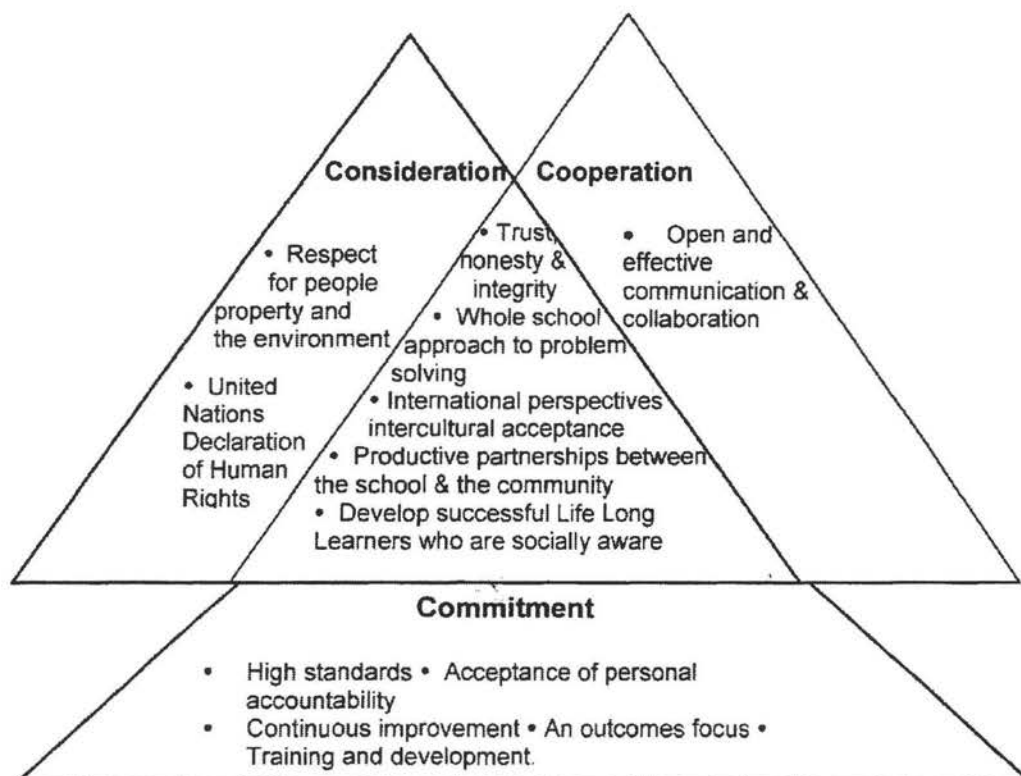 Consideration
• Respect
for people
property and
the environment
• United
Nations
Declaration
of Human
Rights
• Trust,
honesty &
integrity
• Whole school
approach to problem
solving
• International perspectives
intercultural acceptance
• Productive partnerships between
the school & the community
• Develop successful Life Long
Learners who are socially aware
Cooperation
• Open and
effective
communication &
collaboration
Commitment
• High standards • Acceptance of personal
accountability
• Continuous improvement • An outcomes focus •
Training and development.